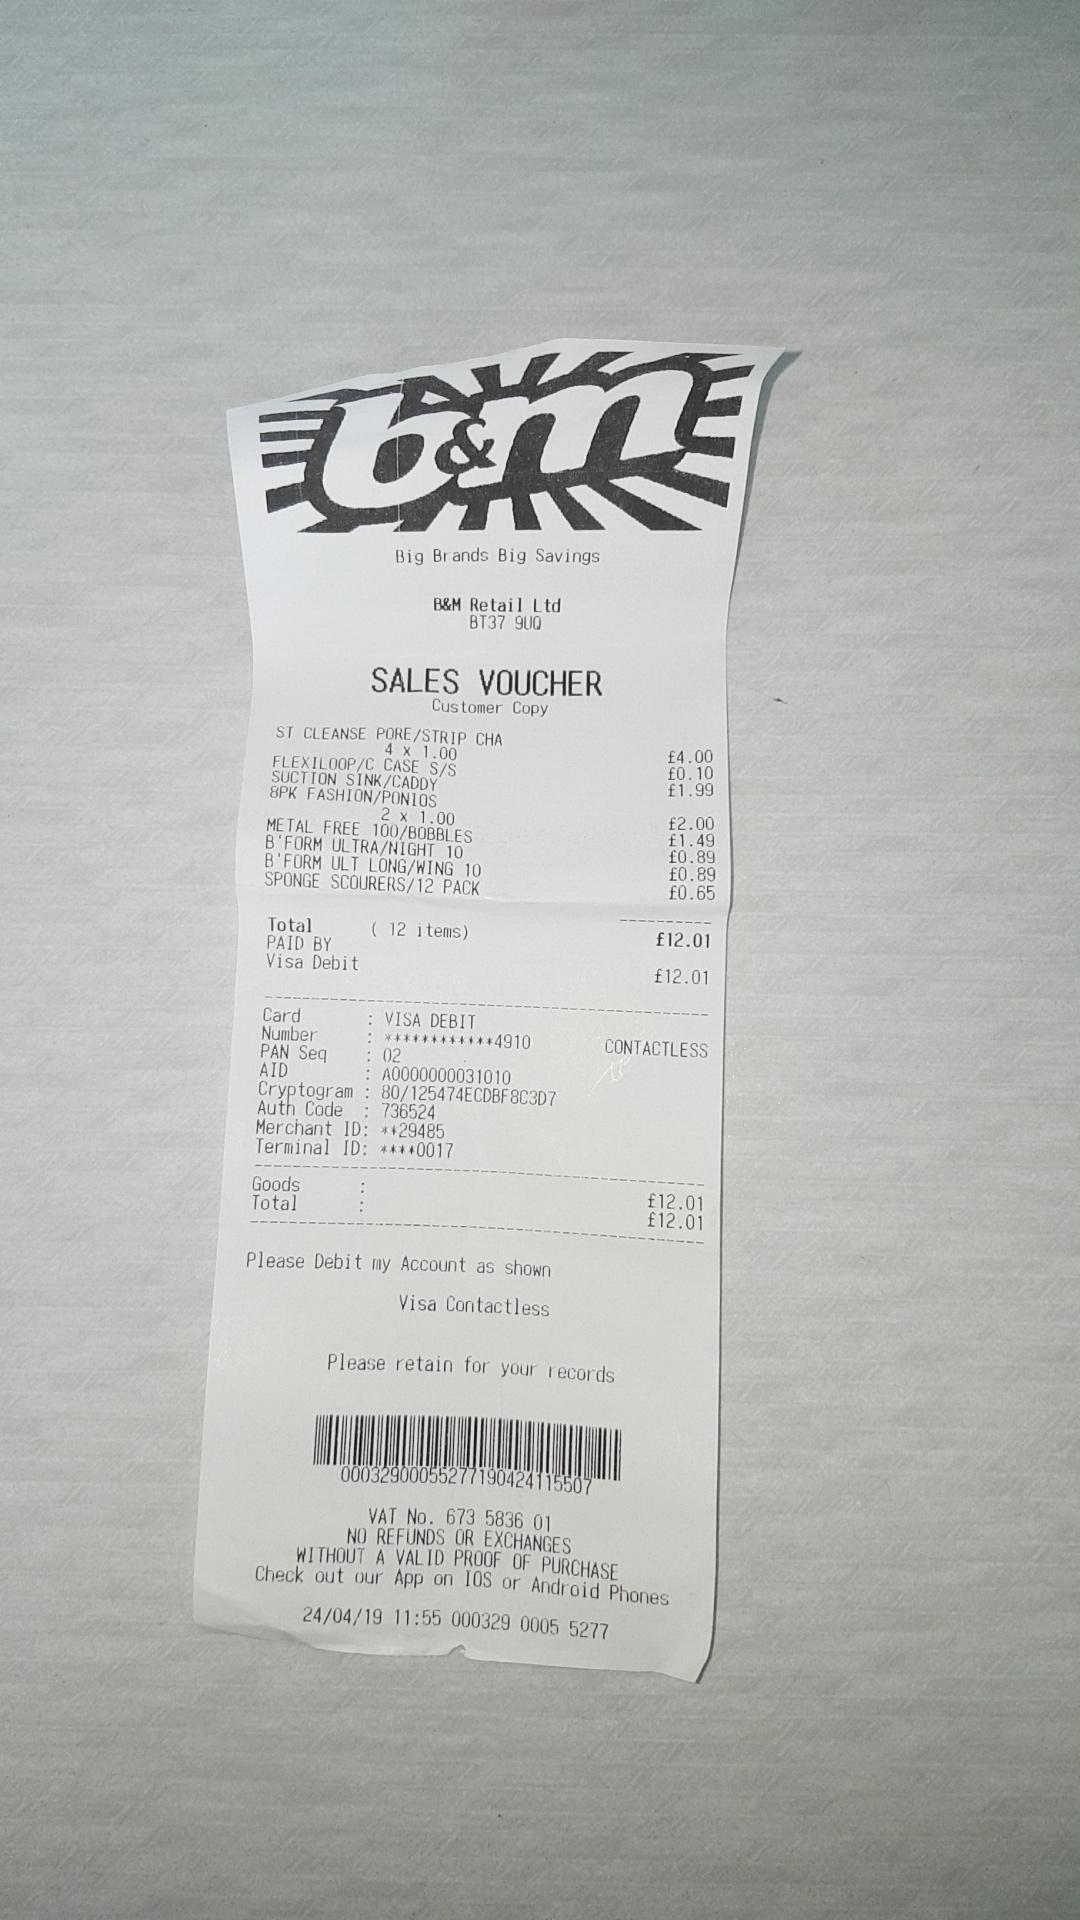 b&m
Big Brands Big Savings
B&M Retail Ltd
BT37 9UQ
SALES VOUCHER
Customer Copy
ST CLEANSE PORE/STRIP CHA
4 x 1.00 £4.00
FLEXILOOP/C CASE S/S £0.10
SUCTION SINK/CADDY £1.99
8PK FASHION/PONIOS
2 x 1.00 £2.00
METAL FREE 100/BOBBLES £1.49
B'FORM ULTRA/NIGHT 10 £0.89
B'FORM ULT LONG/WING 10 £0.89
SPONGE SCOURERS/12 PACK £0.65
----------
Total ( 12 items) £12.01
PAID BY
Visa Debit £12.01
Card : VISA DEBIT
Number : ************4910 CONTACTLESS
PAN Seq : 02
AID : A0000000031010
Cryptogram : 80/125474ECDBF8C3D7
Auth Code : 736524
Merchant ID: **29485
Terminal ID: ****0017
Goods : £12.01
Total : £12.01
Please Debit my Account as shown
Visa Contactless
Please retain for your records
00032900055277190424115507
VAT No. 673 5836 01
NO REFUNDS OR EXCHANGES
WITHOUT A VALID PROOF OF PURCHASE
Check out our App on IOS or Android Phones
24/04/19 11:55 000329 0005 5277